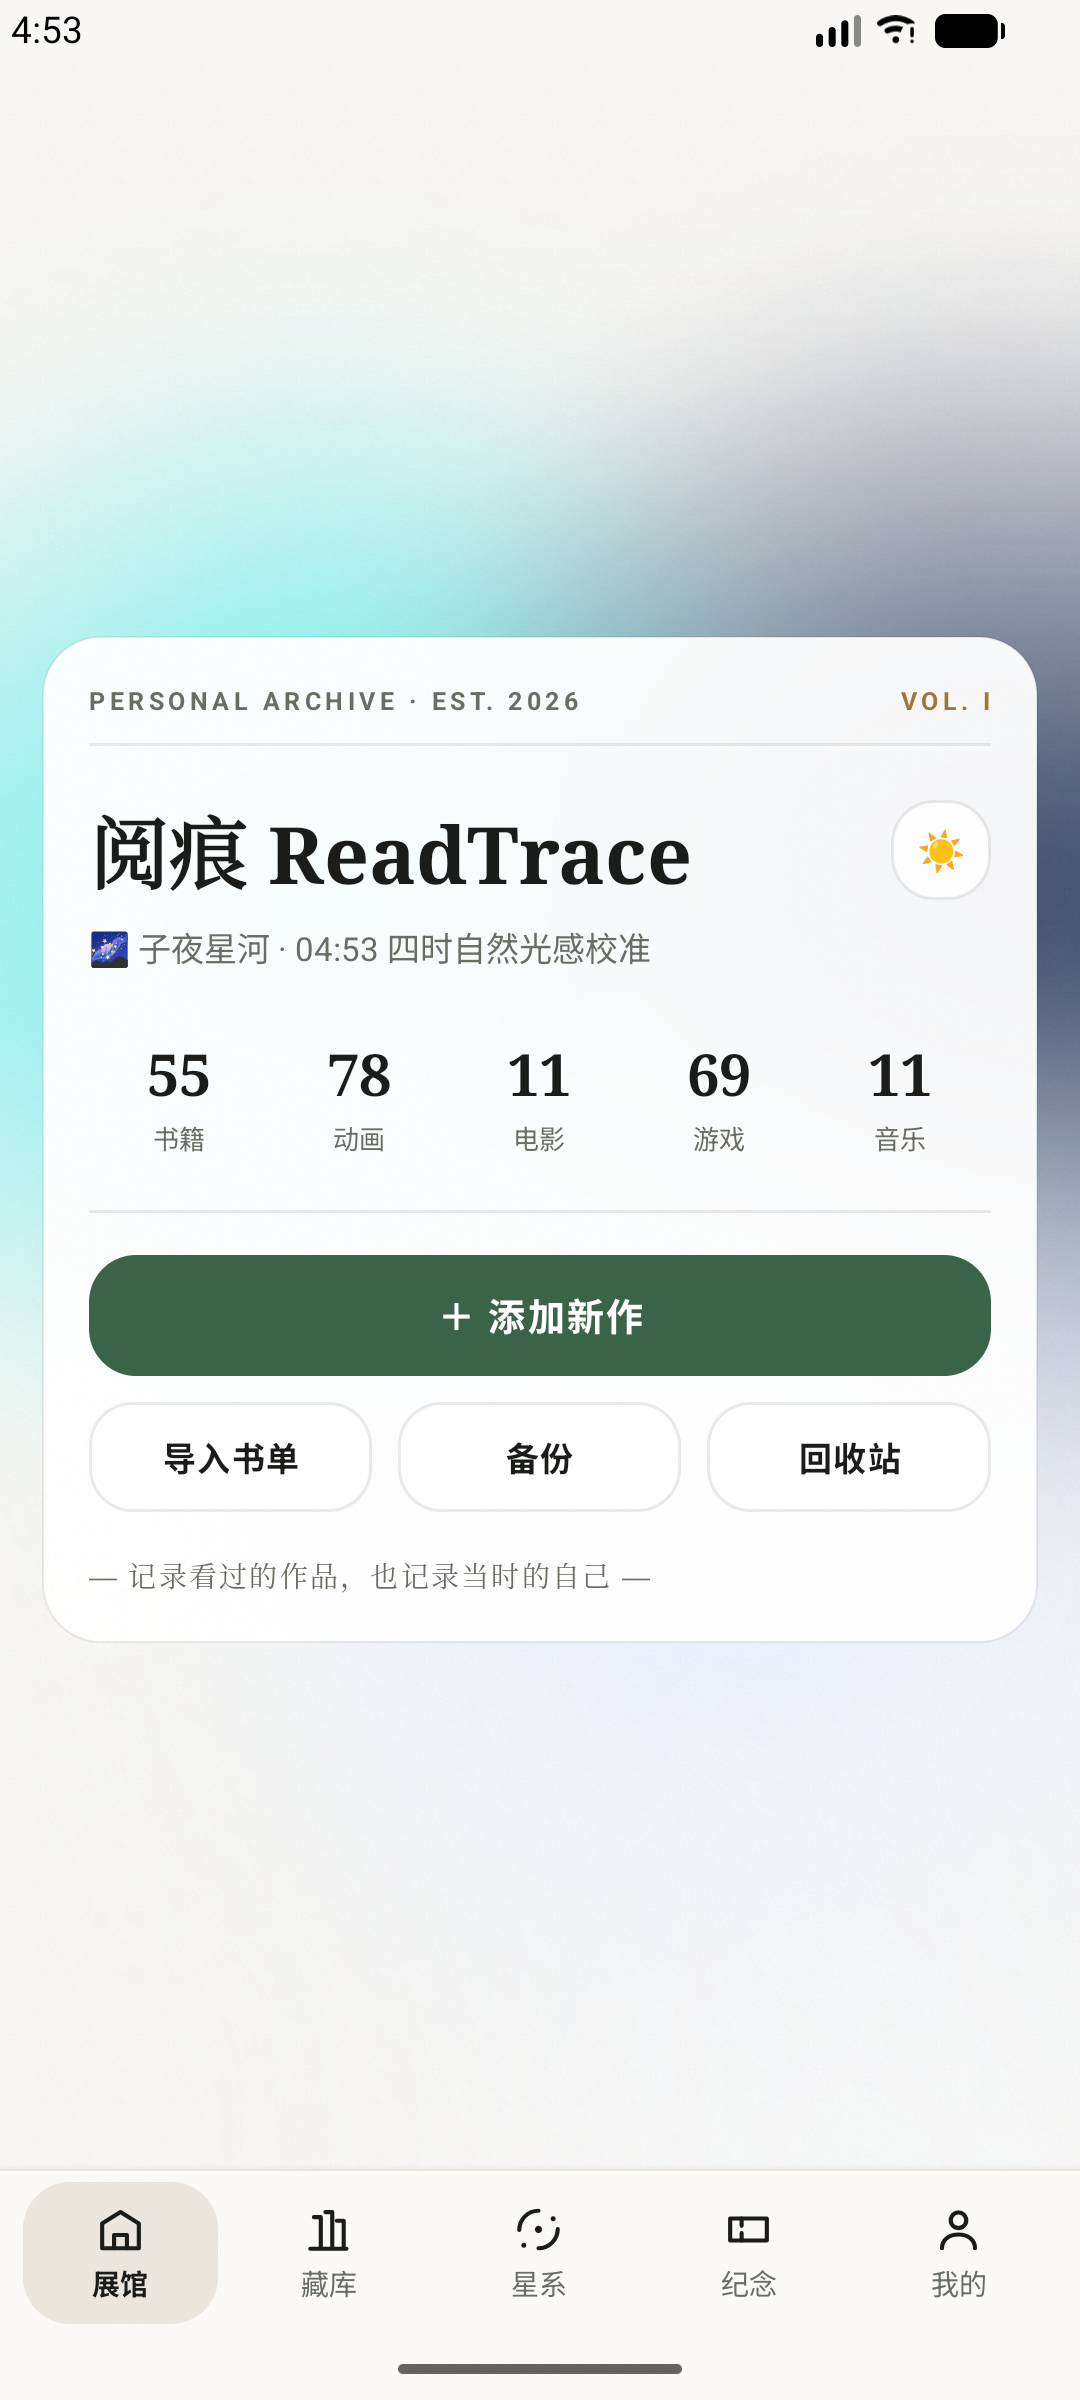 4:53
PERSONAL ARCHIVE · EST. 2026
VOL. I
阅痕 ReadTrace
子夜星河 · 04:53 四时自然光感校准
55 78 11 69 11
书籍 动画 电影 游戏 音乐
+ 添加新作
导入书单 备份 回收站
— 记录看过的作品，也记录当时的自己 —
展馆 藏库 星系 纪念 我的